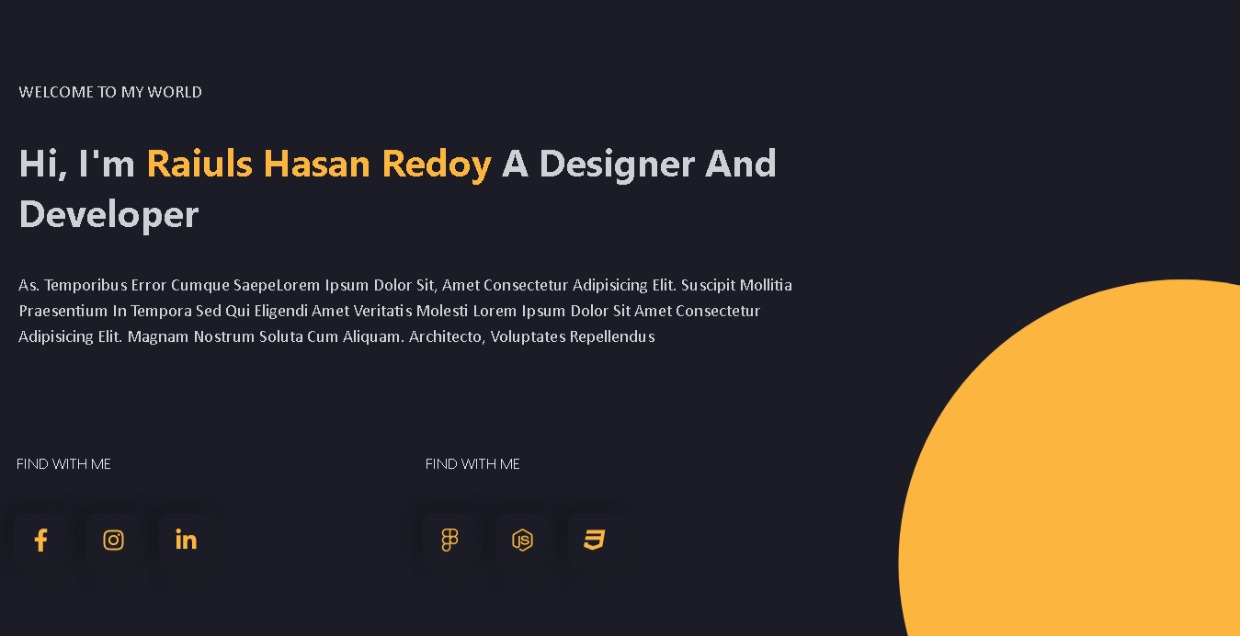 WELCOME TO MY WORLD
Hi, I'm Raiuls Hasan Redoy A Designer And
Developer
As. Temporibus Error Cumque SaepeLorem Ipsum Dolor Sit, Amet Consectetur Adipisicing Elit. Suscipit Mollitia
Praesentium In Tempora Sed Qui Eligendi Amet Veritatis Molesti Lorem Ipsum Dolor Sit Amet Consectetur
Adipisicing Elit. Magnam Nostrum Soluta Cum Aliquam. Architecto, Voluptates Repellendus
FIND WITH ME
FIND WITH ME